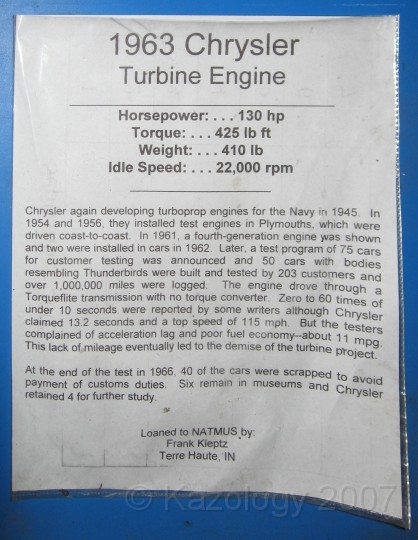 1963 Chrysler
Turbine Engine
Horsepower: . . . 130 hp
Torque: . . . 425 lb ft
Weight: . . . 410 lb
Idle Speed: . . . 22,000 rpm
Chrysler again developing turboprop engines for the Navy in 1945. In
1954 and 1956, they installed test engines in Plymouths, which were
driven coast-to-coast. In 1961, a fourth-generation engine was shown
and two were installed in cars in 1962. Later, a test program of 75 cars
for customer testing was announced and 50 cars with bodies
resembling Thunderbirds were built and tested by 203 customers and
over 1,000,000 miles were logged. The engine drove through a
Torqueflite transmission with no torque converter. Zero to 60 times of
under 10 seconds were reported by some writers although Chrysler
claimed 13.2 seconds and a top speed of 115 mph. But the testers
complained of acceleration lag and poor fuel economy--about 11 mpg.
This lack of mileage eventually led to the demise of the turbine project.
At the end of the test in 1966, 40 of the cars were scrapped to avoid
payment of customs duties. Six remain in museums and Chrysler
retained 4 for further study.
Loaned to NATMUS by:
Frank Kleptz
Terre Haute, IN
© Kazology 2007